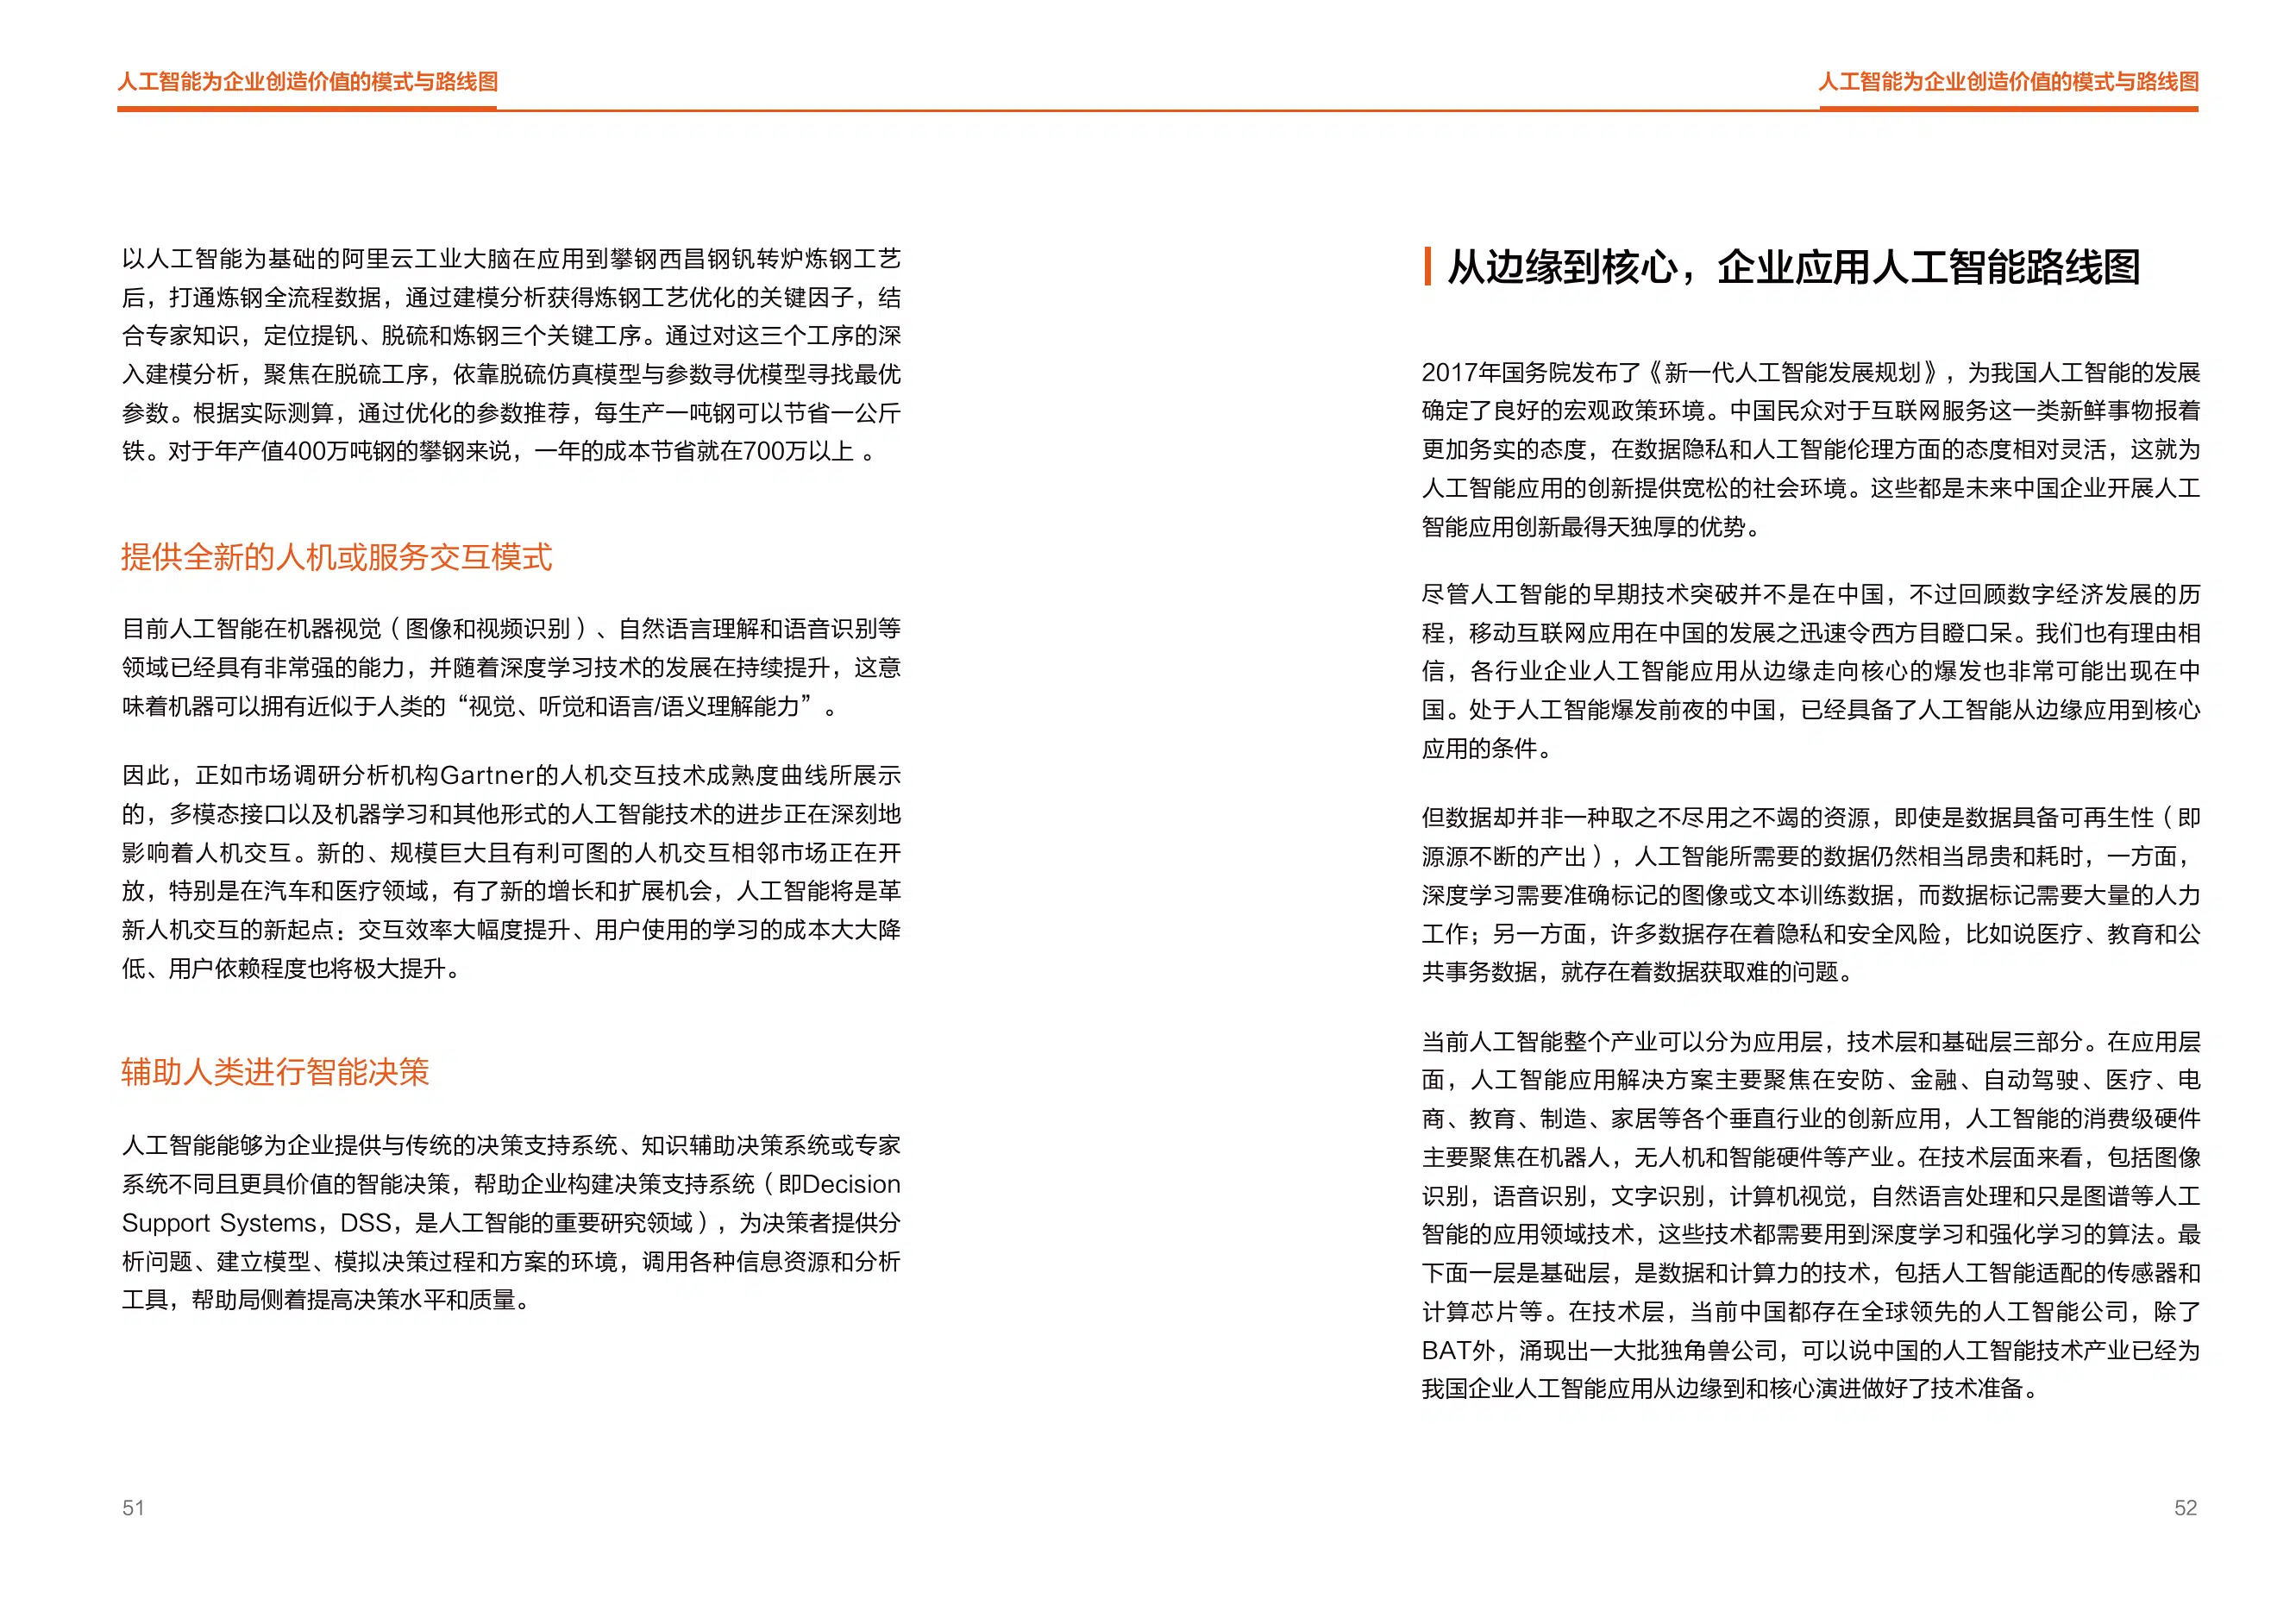 人工智能为企业创造价值的模式与路线图
以人工智能为基础的阿里云工业大脑在应用到攀钢西昌钢钒转炉炼钢工艺
后，打通炼钢全流程数据，通过建模分析获得炼钢工艺优化的关键因子，结
合专家知识，定位提钒、脱硫和炼钢三个关键工序。通过对这三个工序的深
入建模分析，聚焦在脱硫工序，依靠脱硫仿真模型与参数寻优模型寻找最优
参数。根据实际测算，通过优化的参数推荐，每生产一吨钢可以节省一公斤
铁。对于年产值400万吨钢的攀钢来说，一年的成本节省就在700万以上 。
提供全新的人机或服务交互模式
目前人工智能在机器视觉（图像和视频识别）、自然语言理解和语音识别等
领域已经具有非常强的能力，并随着深度学习技术的发展在持续提升，这意
味着机器可以拥有近似于人类的“视觉、听觉和语言/语义理解能力”。
因此，正如市场调研分析机构Gartner的人机交互技术成熟度曲线所展示
的，多模态接口以及机器学习和其他形式的人工智能技术的进步正在深刻地
影响着人机交互。新的、规模巨大且有利可图的人机交互相邻市场正在开
放，特别是在汽车和医疗领域，有了新的增长和扩展机会，人工智能将是革
新人机交互的新起点：交互效率大幅度提升、用户使用的学习的成本大大降
低、用户依赖程度也将极大提升。
辅助人类进行智能决策
人工智能能够为企业提供与传统的决策支持系统、知识辅助决策系统或专家
系统不同且更具价值的智能决策，帮助企业构建决策支持系统（即Decision
Support Systems，DSS，是人工智能的重要研究领域），为决策者提供分
析问题、建立模型、模拟决策过程和方案的环境，调用各种信息资源和分析
工具，帮助局侧着提高决策水平和质量。
51
人工智能为企业创造价值的模式与路线图
从边缘到核心，企业应用人工智能路线图
2017年国务院发布了《新一代人工智能发展规划》，为我国人工智能的发展
确定了良好的宏观政策环境。中国民众对于互联网服务这一类新鲜事物报着
更加务实的态度，在数据隐私和人工智能伦理方面的态度相对灵活，这就为
人工智能应用的创新提供宽松的社会环境。这些都是未来中国企业开展人工
智能应用创新最得天独厚的优势。
尽管人工智能的早期技术突破并不是在中国，不过回顾数字经济发展的历
程，移动互联网应用在中国的发展之迅速令西方目瞪口呆。我们也有理由相
信，各行业企业人工智能应用从边缘走向核心的爆发也非常可能出现在中
国。处于人工智能爆发前夜的中国，已经具备了人工智能从边缘应用到核心
应用的条件。
但数据却并非一种取之不尽用之不竭的资源，即使是数据具备可再生性（即
源源不断的产出），人工智能所需要的数据仍然相当昂贵和耗时，一方面，
深度学习需要准确标记的图像或文本训练数据，而数据标记需要大量的人力
工作；另一方面，许多数据存在着隐私和安全风险，比如说医疗、教育和公
共事务数据，就存在着数据获取难的问题。
当前人工智能整个产业可以分为应用层，技术层和基础层三部分。在应用层
面，人工智能应用解决方案主要聚焦在安防、金融、自动驾驶、医疗、电
商、教育、制造、家居等各个垂直行业的创新应用，人工智能的消费级硬件
主要聚焦在机器人，无人机和智能硬件等产业。在技术层面来看，包括图像
识别，语音识别，文字识别，计算机视觉，自然语言处理和只是图谱等人工
智能的应用领域技术，这些技术都需要用到深度学习和强化学习的算法。最
下面一层是基础层，是数据和计算力的技术，包括人工智能适配的传感器和
计算芯片等。在技术层，当前中国都存在全球领先的人工智能公司，除了
BAT外，涌现出一大批独角兽公司，可以说中国的人工智能技术产业已经为
我国企业人工智能应用从边缘到和核心演进做好了技术准备。
52